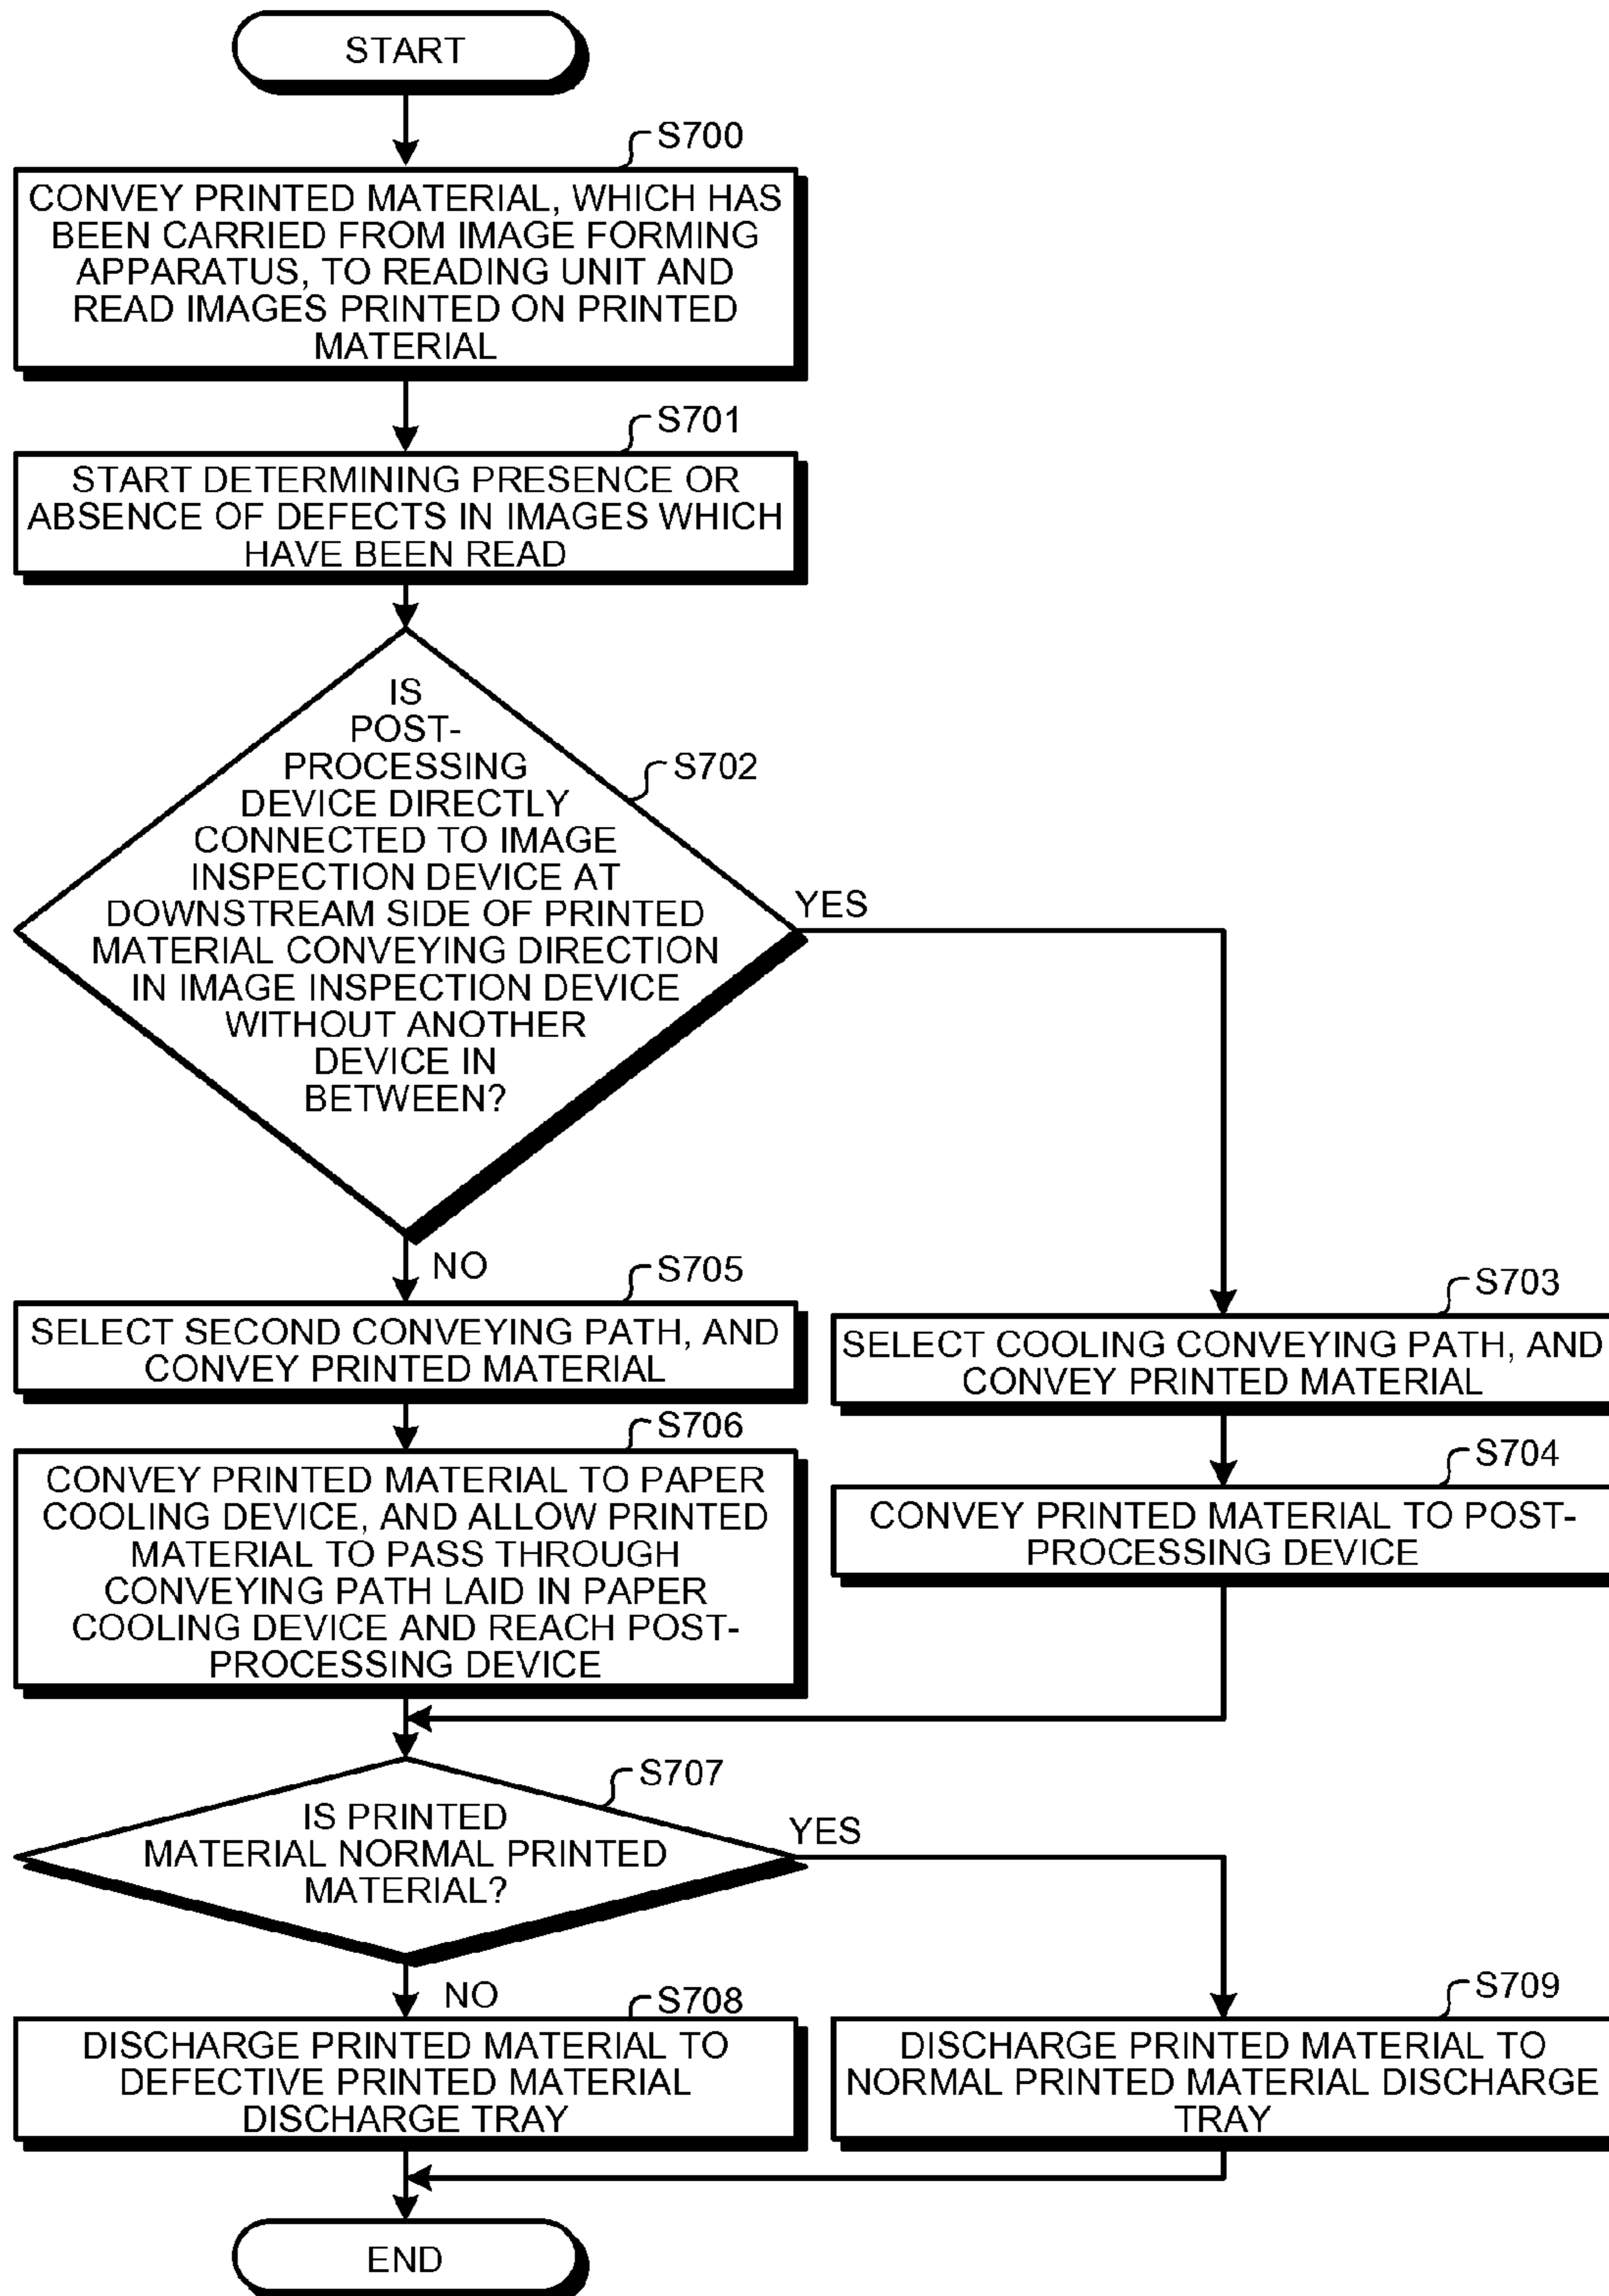 START
S700
CONVEY PRINTED MATERIAL, WHICH HAS
BEEN CARRIED FROM IMAGE FORMING
APPARATUS, TO READING UNIT AND
READ IMAGES PRINTED ON PRINTED
MATERIAL
S701
START DETERMINING PRESENCE OR
ABSENCE OF DEFECTS IN IMAGES WHICH
HAVE BEEN READ
S702
IS
POST-
PROCESSING
DEVICE DIRECTLY
CONNECTED TO IMAGE
INSPECTION DEVICE AT
DOWNSTREAM SIDE OF PRINTED
MATERIAL CONVEYING DIRECTION
IN IMAGE INSPECTION DEVICE
WITHOUT ANOTHER
DEVICE IN
BETWEEN?
YES
NO
S705
SELECT SECOND CONVEYING PATH, AND
CONVEY PRINTED MATERIAL
S703
SELECT COOLING CONVEYING PATH, AND
CONVEY PRINTED MATERIAL
S706
CONVEY PRINTED MATERIAL TO PAPER
COOLING DEVICE, AND ALLOW PRINTED
MATERIAL TO PASS THROUGH
CONVEYING PATH LAID IN PAPER
COOLING DEVICE AND REACH POST-
PROCESSING DEVICE
S704
CONVEY PRINTED MATERIAL TO POST-
PROCESSING DEVICE
S707
IS PRINTED
MATERIAL NORMAL PRINTED
MATERIAL?
YES
NO
S708
DISCHARGE PRINTED MATERIAL TO
DEFECTIVE PRINTED MATERIAL
DISCHARGE TRAY
S709
DISCHARGE PRINTED MATERIAL TO
NORMAL PRINTED MATERIAL DISCHARGE
TRAY
END